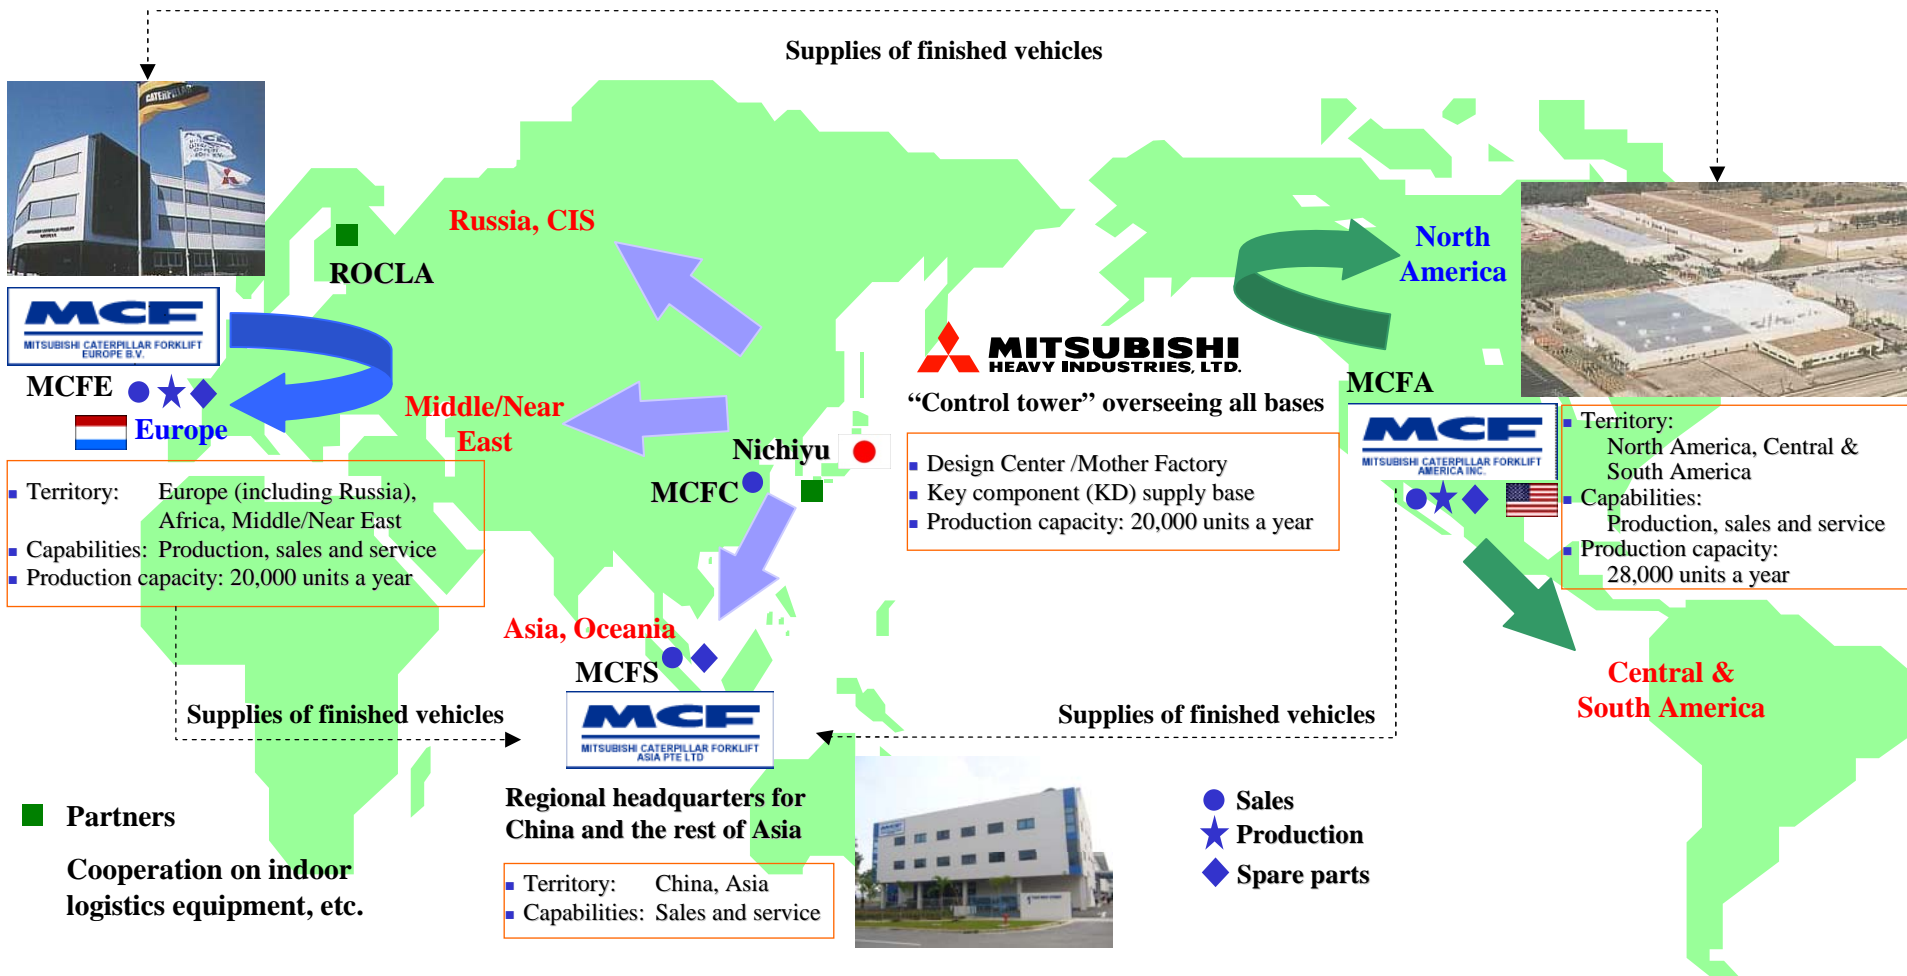 Supplies of finished vehicles
CATERPILLAR
Russia, CIS
ROCLA
North
America
MCF
MITSUBISHI CATERPILLAR FORKLIFT
EUROPE B.V.
MCFE
Europe
Middle/Near
East
MITSUBISHI
HEAVY INDUSTRIES, LTD.
“Control tower” overseeing all bases
■ Design Center /Mother Factory
■ Key component (KD) supply base
■ Production capacity: 20,000 units a year
Nichiyu
MCFC
MCFA
MCF
MITSUBISHI CATERPILLAR FORKLIFT
AMERICA INC.
■ Territory:
North America, Central &
South America
■ Capabilities:
Production, sales and service
■ Production capacity:
28,000 units a year
■ Territory: Europe (including Russia),
Africa, Middle/Near East
■ Capabilities: Production, sales and service
■ Production capacity: 20,000 units a year
Asia, Oceania
MCFS
Central &
South America
Supplies of finished vehicles
MCF
MITSUBISHI CATERPILLAR FORKLIFT
ASIA PTE LTD
Supplies of finished vehicles
Regional headquarters for
China and the rest of Asia
■ Territory: China, Asia
■ Capabilities: Sales and service
MCF
Partners
Cooperation on indoor
logistics equipment, etc.
Sales
Production
Spare parts